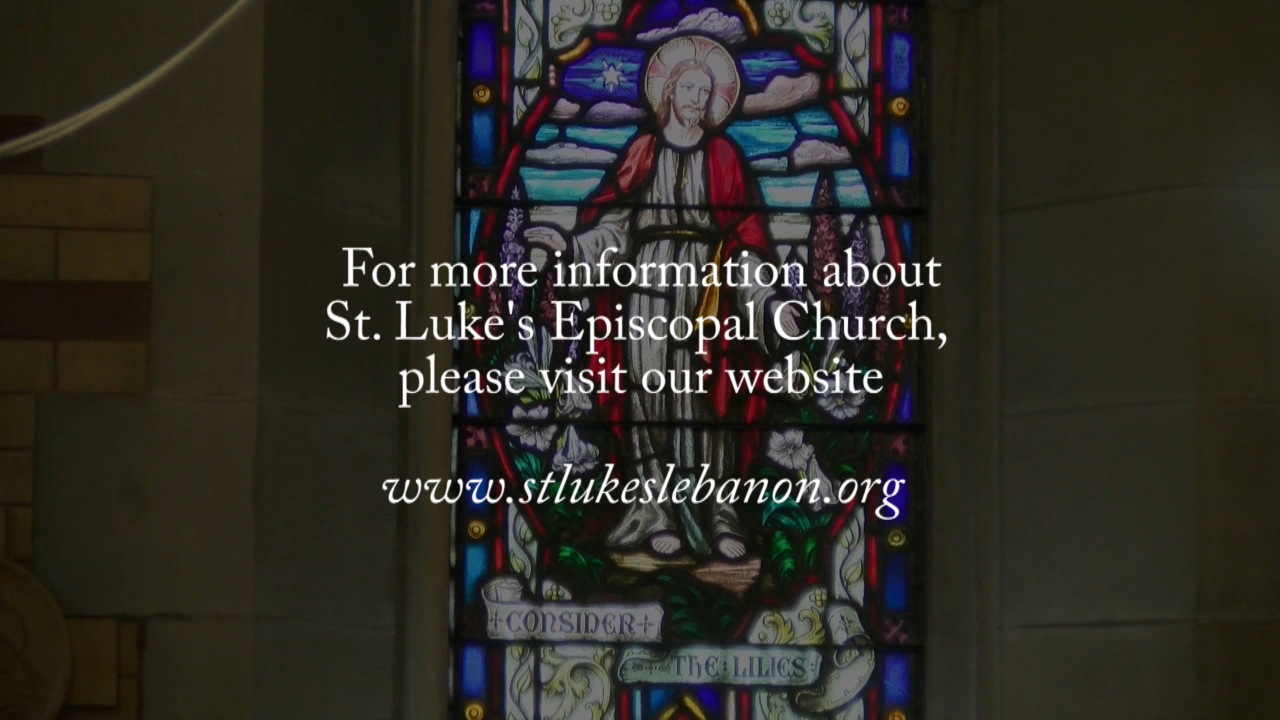 For more information about
St. Luke's Episcopal Church,
please visit our website
www.stlukeslebanon.org
+CONSIDER+
THE:LILIES: